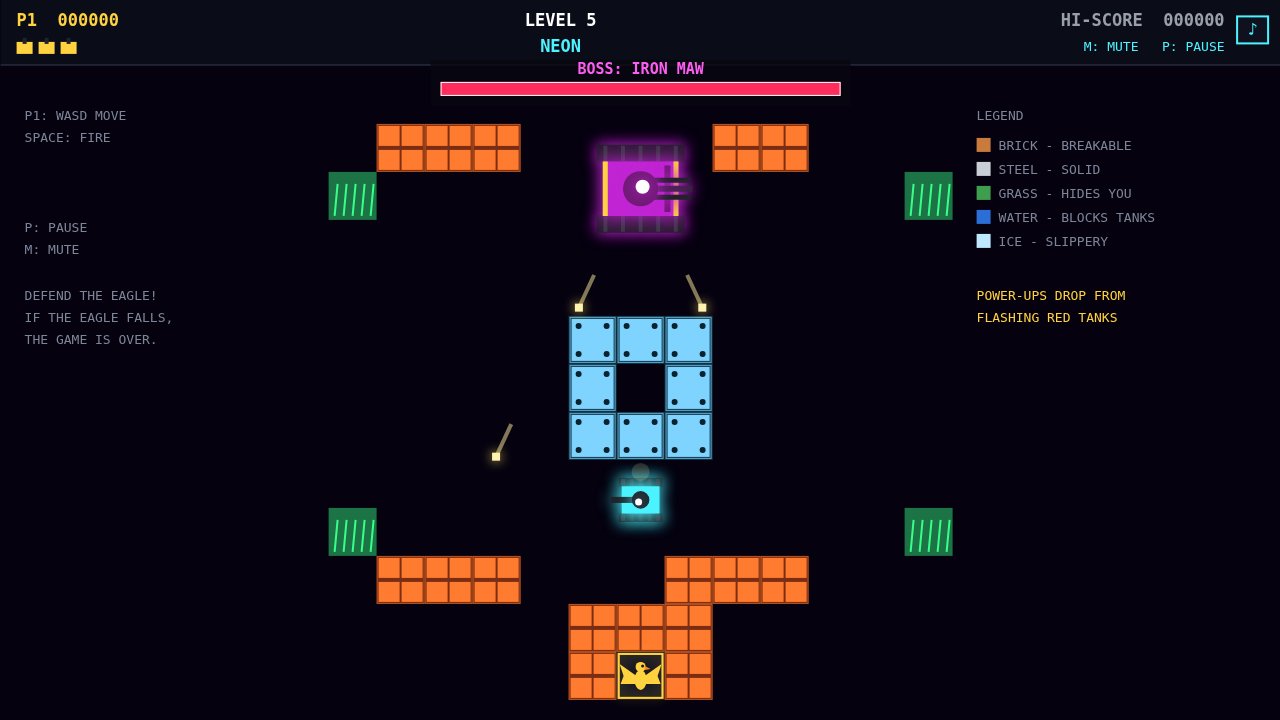 P1  000000
LEVEL 5
HI-SCORE  000000
NEON
M: MUTE   P: PAUSE
♪
BOSS: IRON MAW
P1: WASD MOVE
SPACE: FIRE
P: PAUSE
M: MUTE
DEFEND THE EAGLE!
IF THE EAGLE FALLS,
THE GAME IS OVER.
LEGEND
BRICK - BREAKABLE
STEEL - SOLID
GRASS - HIDES YOU
WATER - BLOCKS TANKS
ICE - SLIPPERY
POWER-UPS DROP FROM
FLASHING RED TANKS